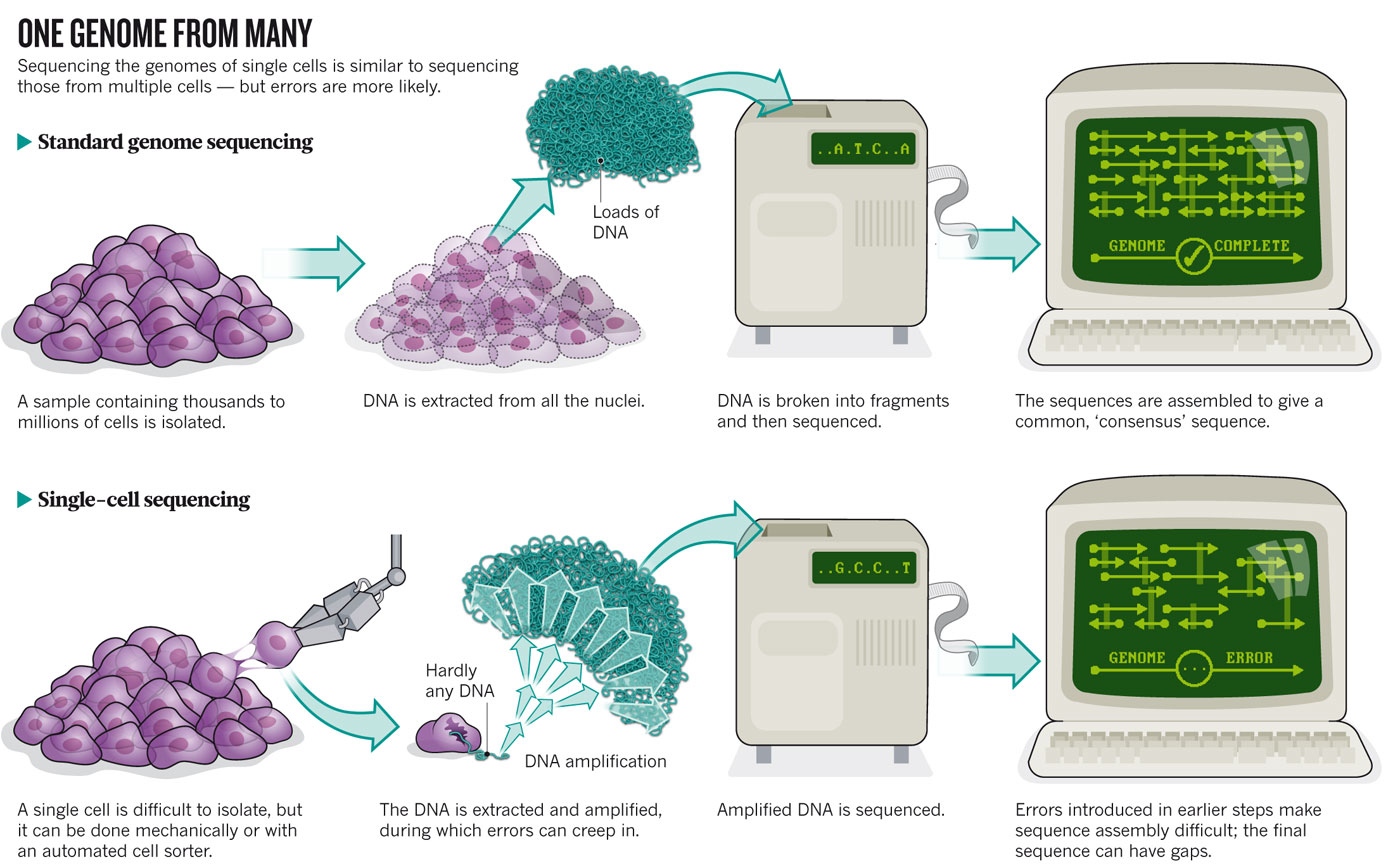 ONE GENOME FROM MANY
Sequencing the genomes of single cells is similar to sequencing
those from multiple cells — but errors are more likely.
Standard genome sequencing
Loads of
DNA
..A.T.C..A
GENOME COMPLETE
A sample containing thousands to
millions of cells is isolated.
DNA is extracted from all the nuclei.
DNA is broken into fragments
and then sequenced.
The sequences are assembled to give a
common, ‘consensus’ sequence.
Single-cell sequencing
Hardly
any DNA
DNA amplification
..G.C.C..T
GENOME ... ERROR
A single cell is difficult to isolate, but
it can be done mechanically or with
an automated cell sorter.
The DNA is extracted and amplified,
during which errors can creep in.
Amplified DNA is sequenced.
Errors introduced in earlier steps make
sequence assembly difficult; the final
sequence can have gaps.